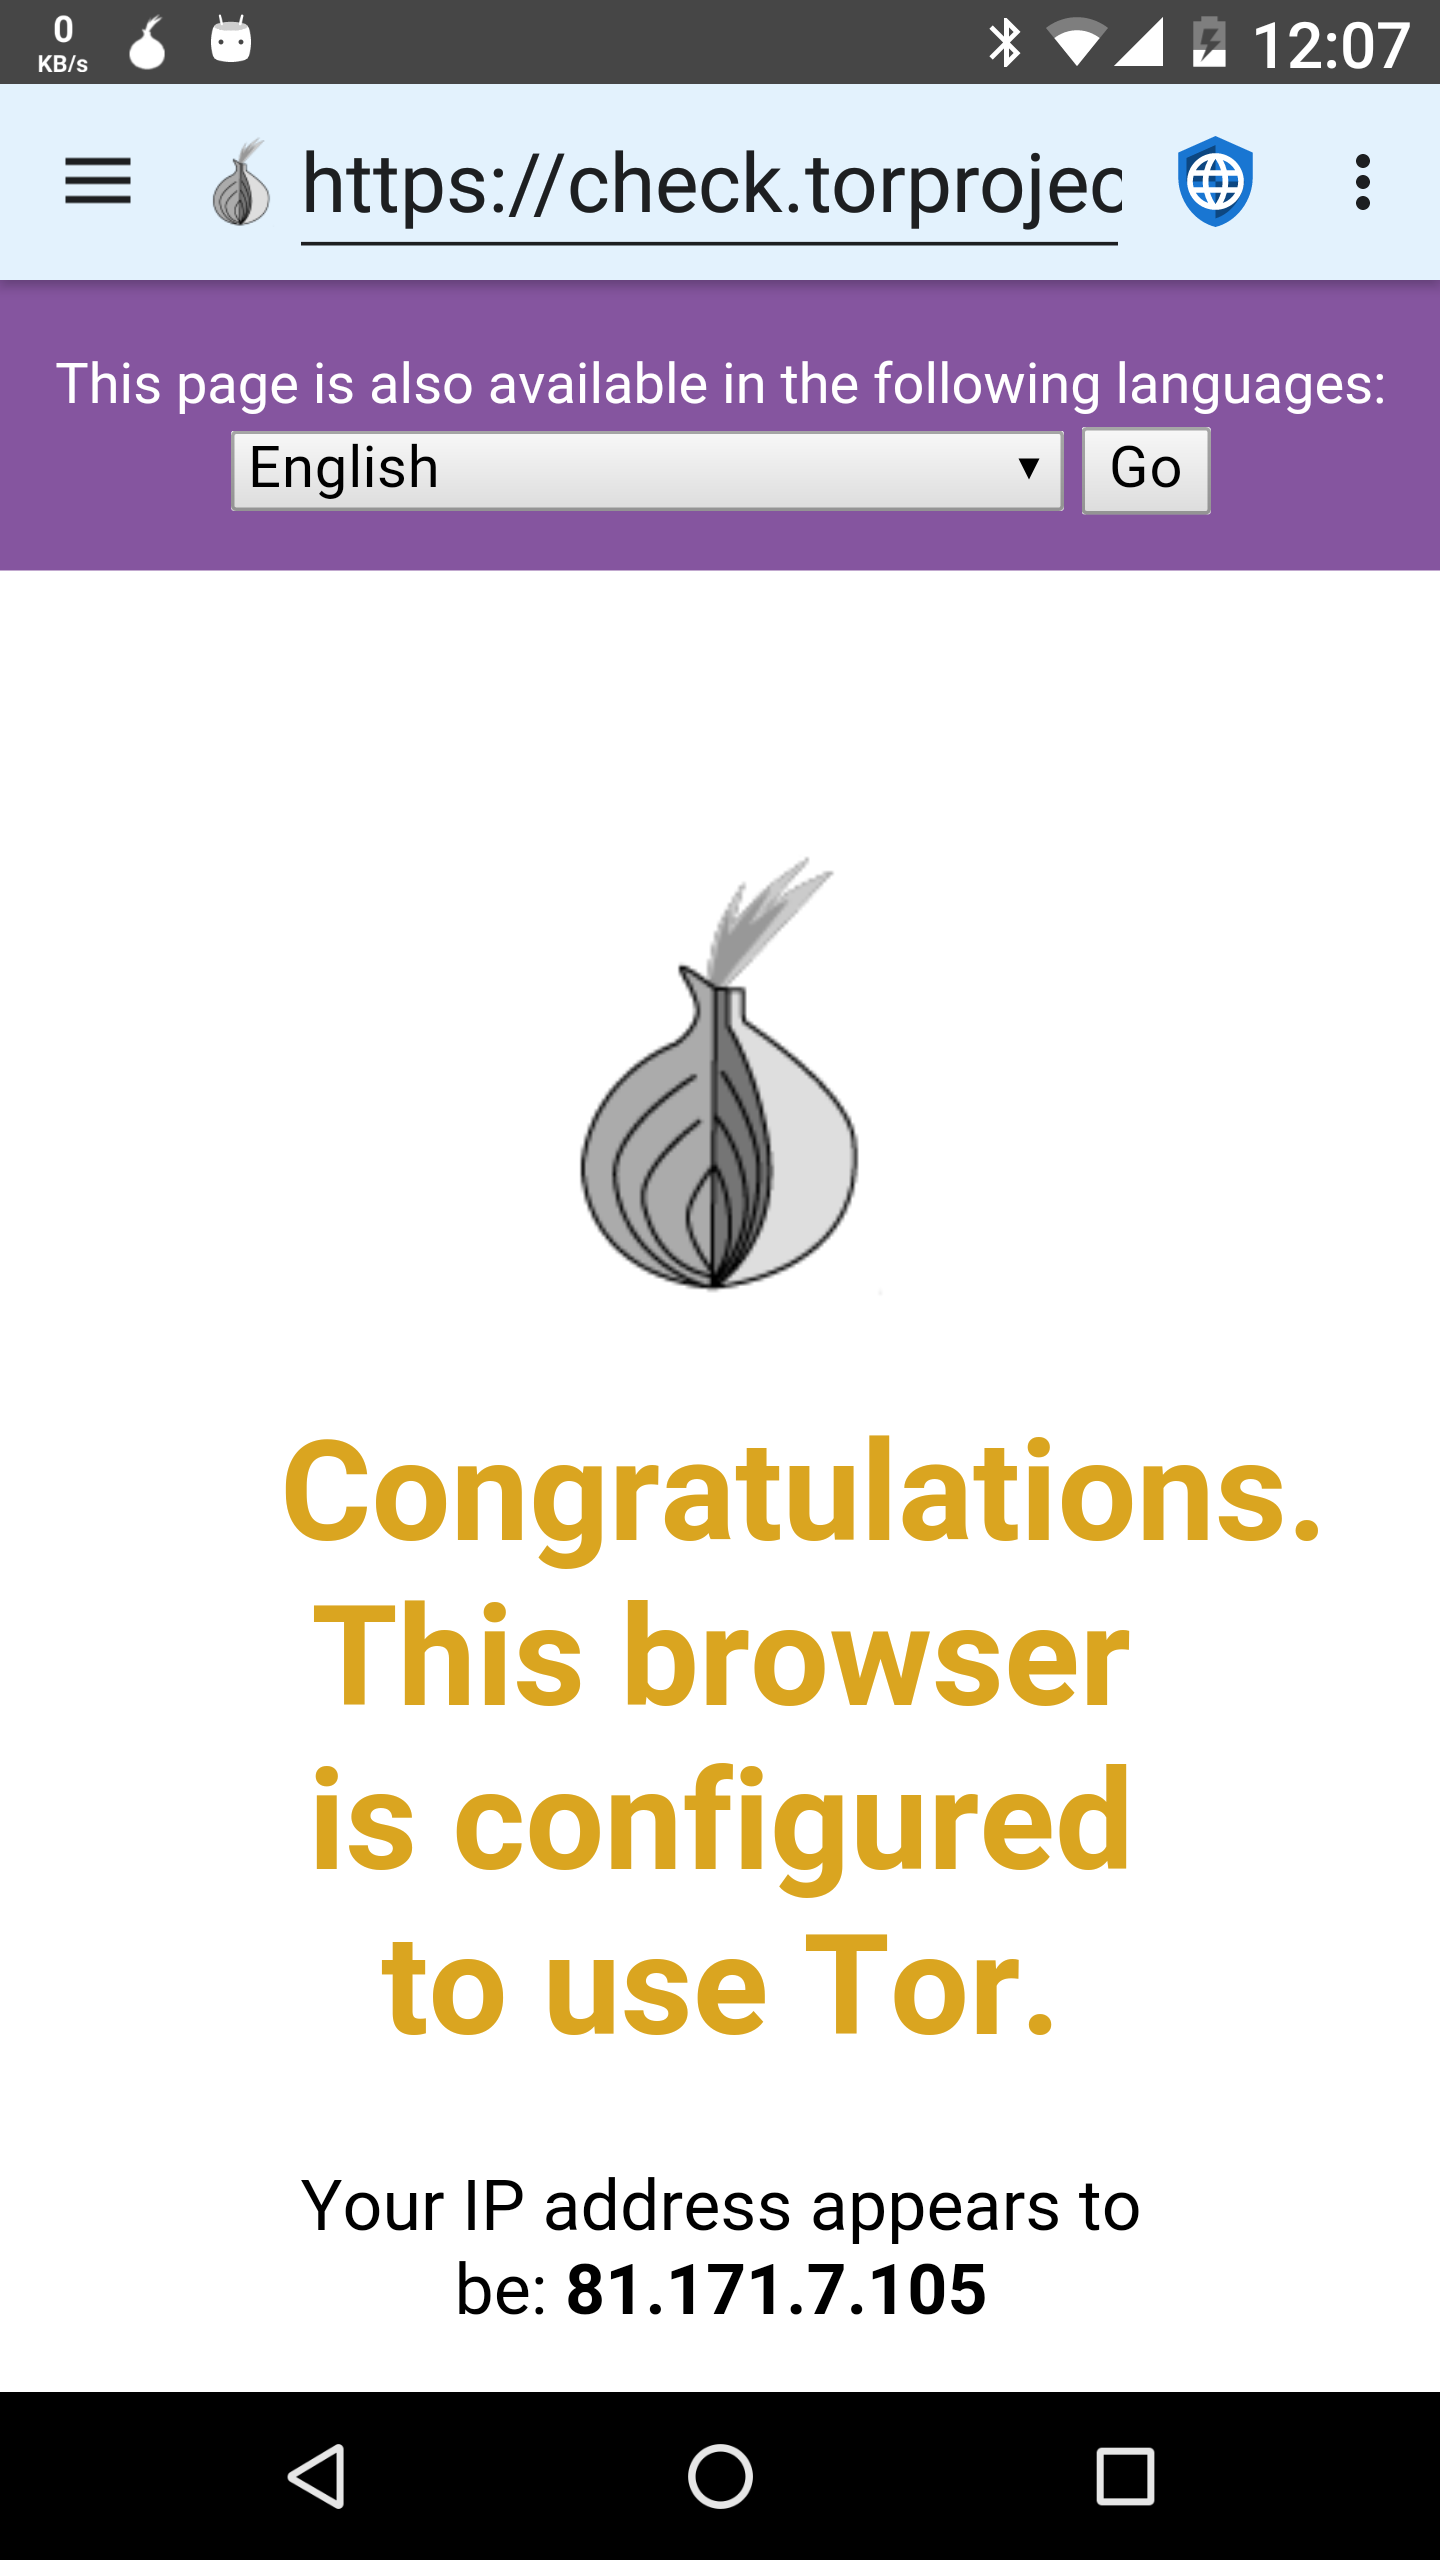 0
KB/s
12:07
https://check.torprojec
This page is also available in the following languages:
English
Go
Congratulations.
This browser
is configured
to use Tor.
Your IP address appears to
be: 81.171.7.105